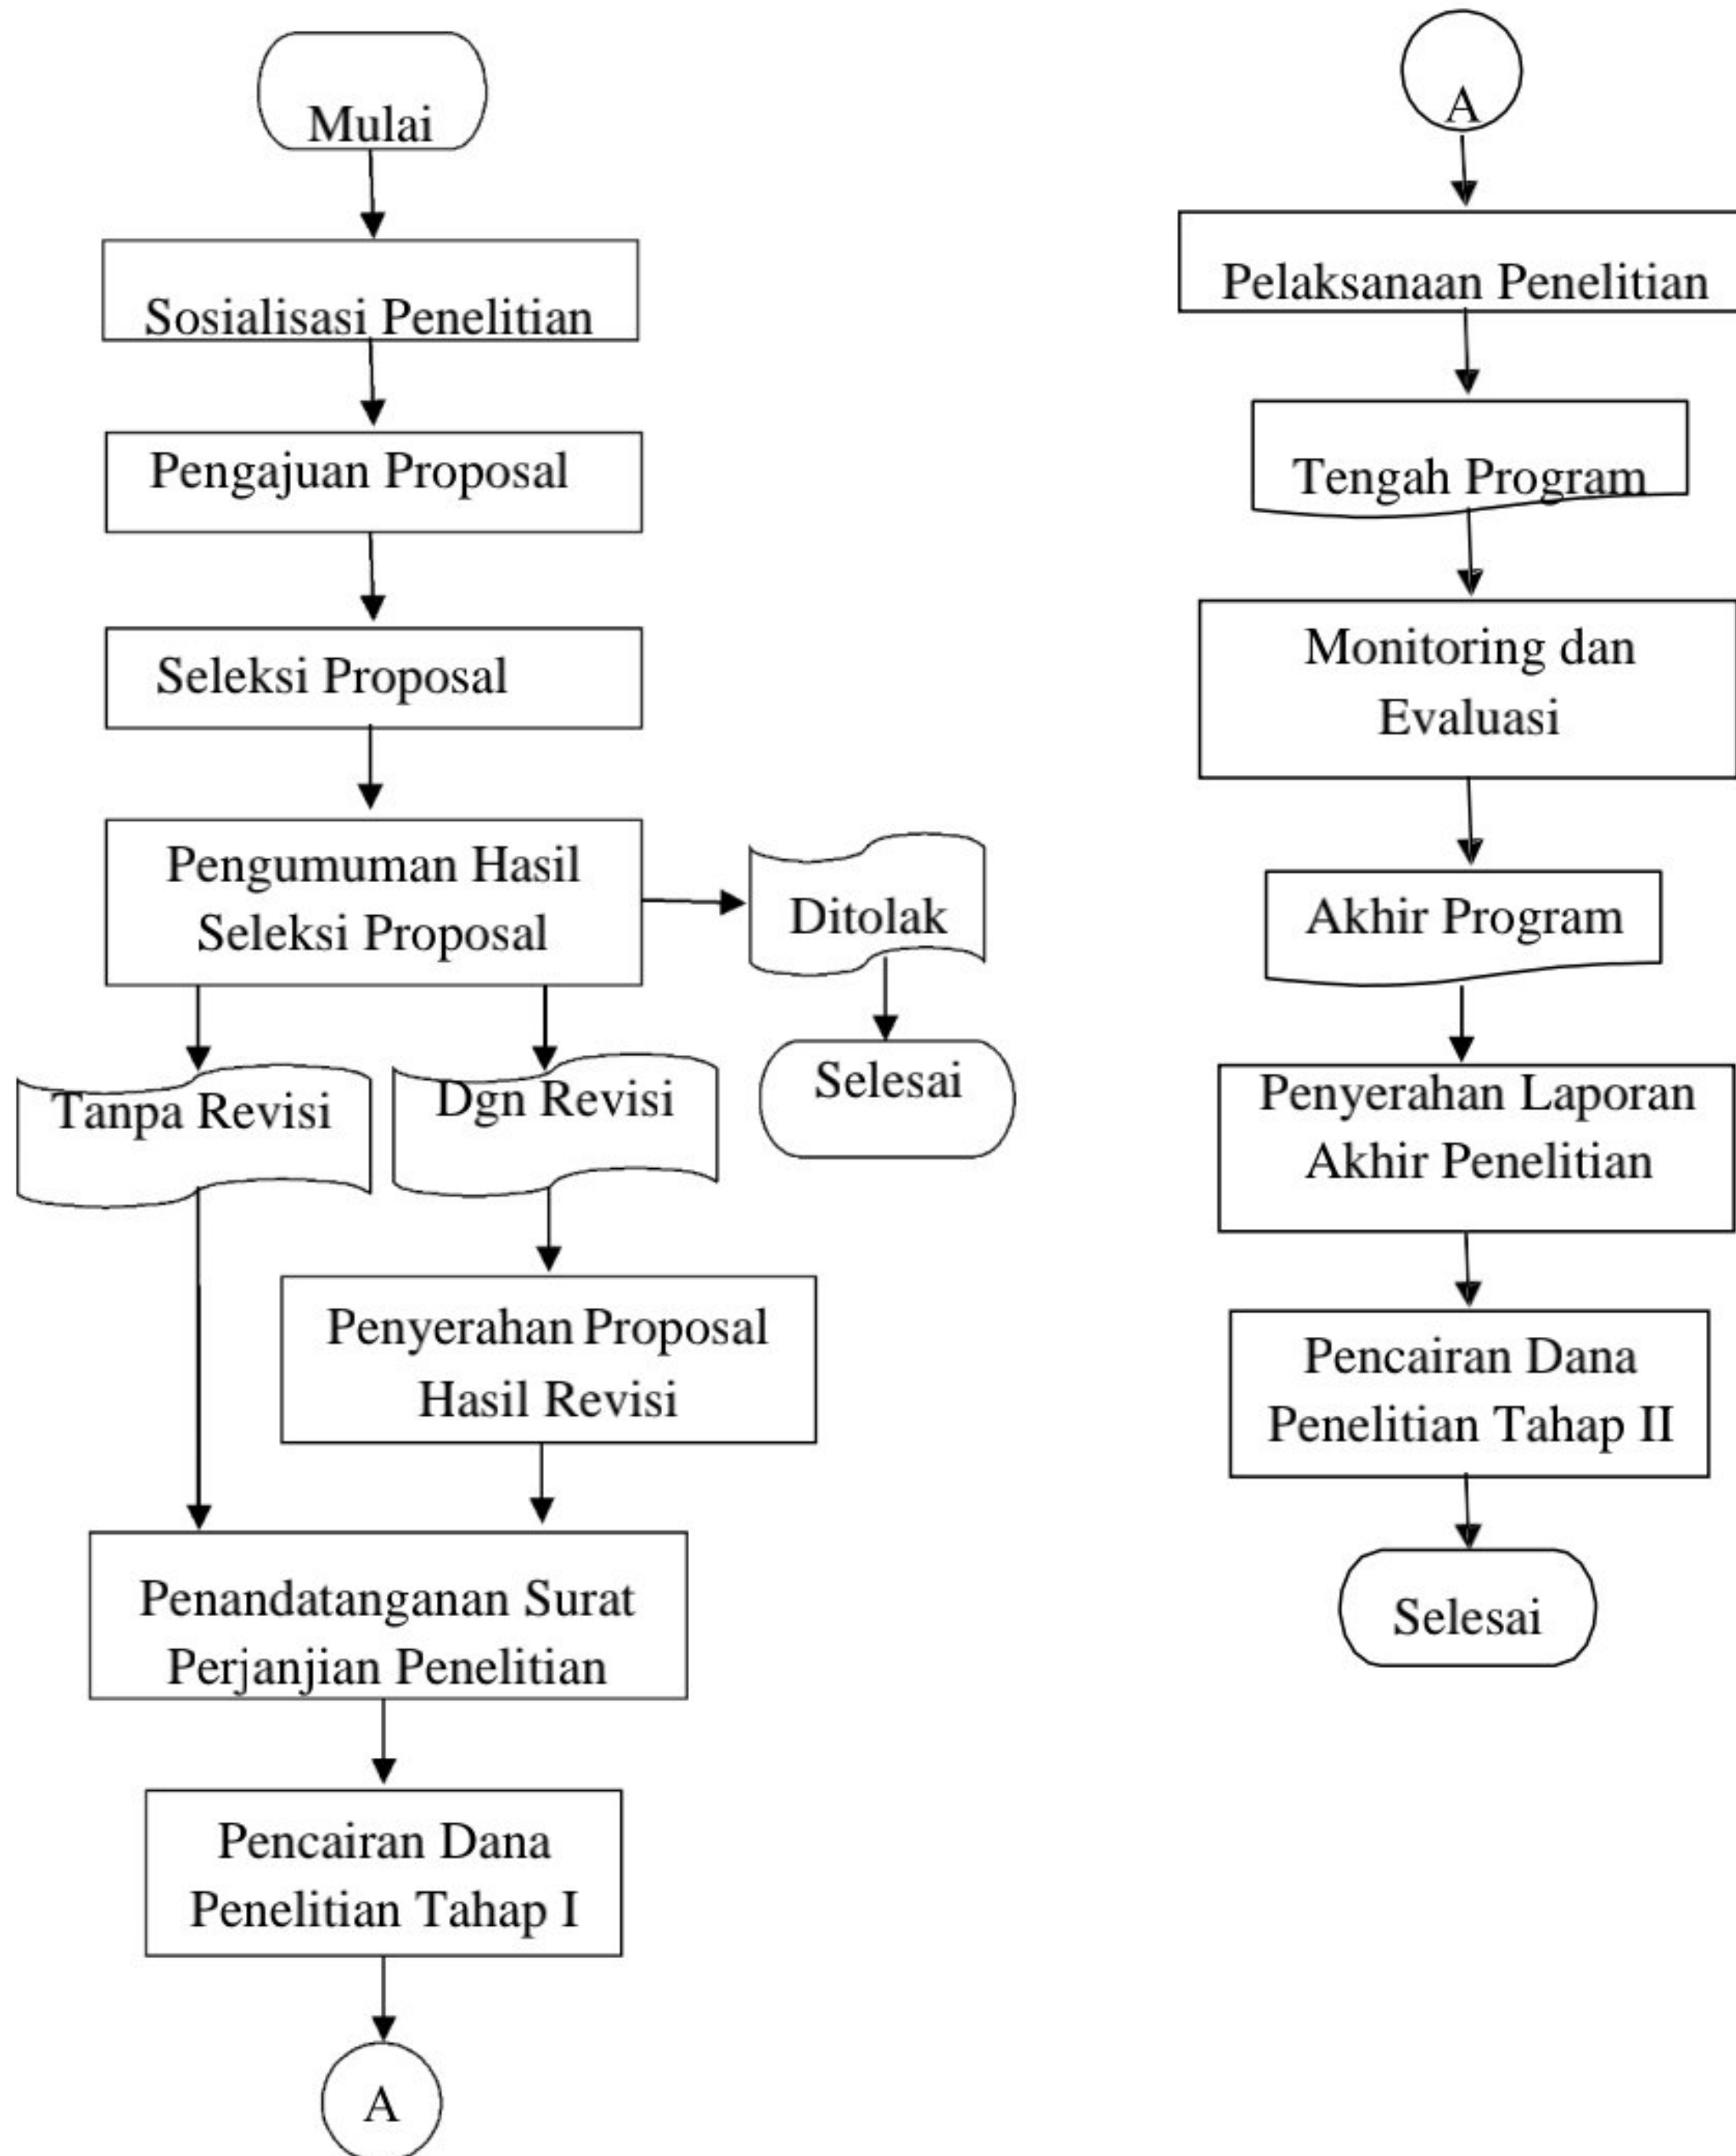 Mulai
Sosialisasi Penelitian
Pengajuan Proposal
Seleksi Proposal
Pengumuman Hasil
Seleksi Proposal
Ditolak
Selesai
Tanpa Revisi
Dgn Revisi
Penyerahan Proposal
Hasil Revisi
Penandatanganan Surat
Perjanjian Penelitian
Pencairan Dana
Penelitian Tahap I
A
A
Pelaksanaan Penelitian
Tengah Program
Monitoring dan
Evaluasi
Akhir Program
Penyerahan Laporan
Akhir Penelitian
Pencairan Dana
Penelitian Tahap II
Selesai